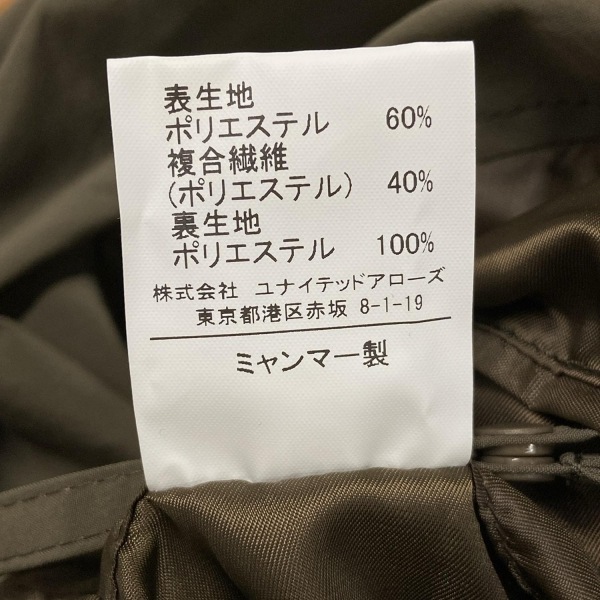 表生地
ポリエステル 60%
複合繊維
(ポリエステル) 40%
裏生地
ポリエステル 100%
株式会社 ユナイテッドアローズ
東京都港区赤坂 8-1-19
ミャンマー製